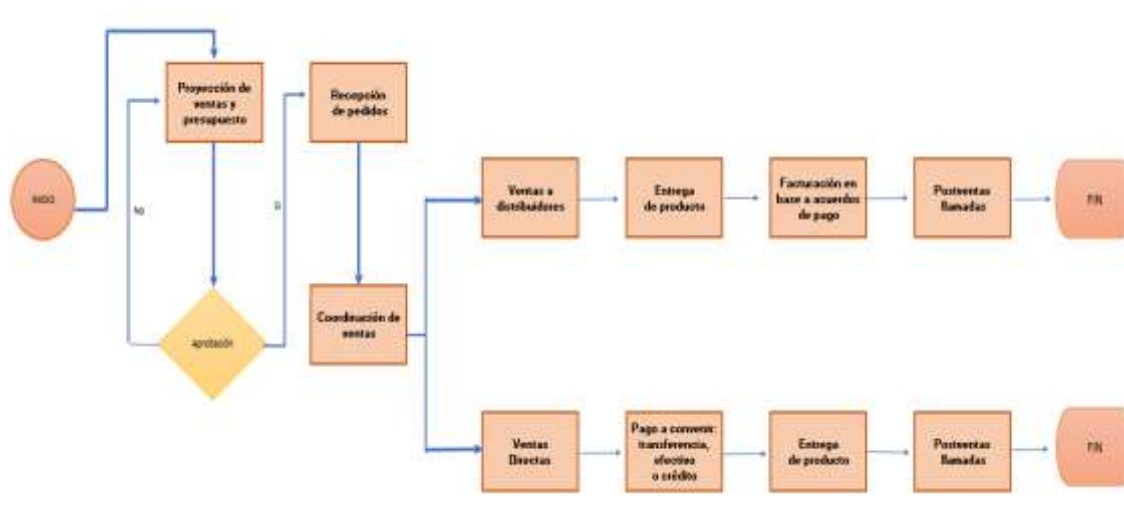 Proyección de
ventas y
presupuesto
Recepción
de pedidos
INICIO
No
Si
Aprobación
Coordinación de
ventas
Ventas a
distribuidores
Entrega
de producto
Facturación en
base a acuerdos
de pago
Postventas
llamadas
FIN
Ventas
Directas
Pago a convenir:
transferencia,
efectivo
o crédito
Entrega
de producto
Postventas
llamadas
FIN